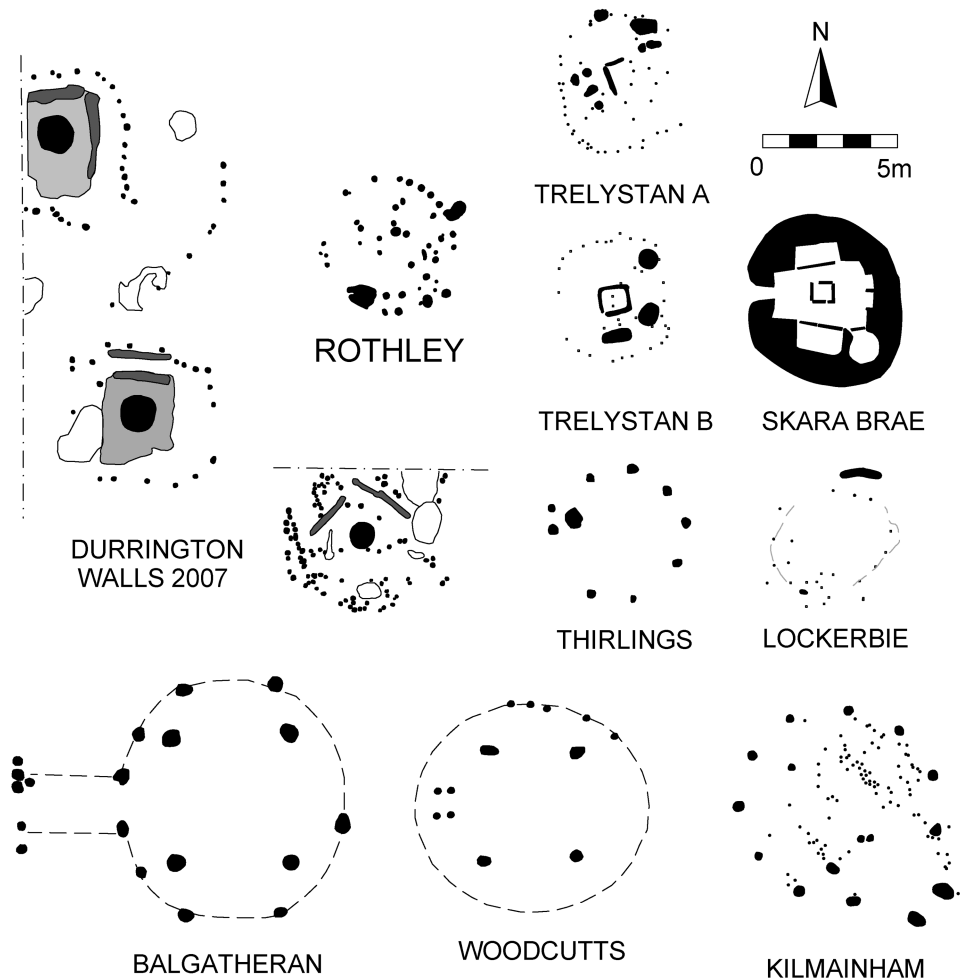 N
0 5m
TRELYSTAN A
ROTHLEY
TRELYSTAN B
SKARA BRAE
DURRINGTON
WALLS 2007
THIRLINGS
LOCKERBIE
BALGATHERAN
WOODCUTTS
KILMAINHAM